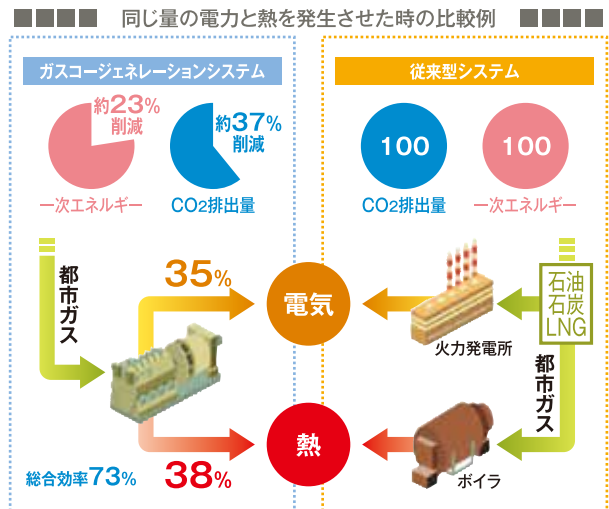 同じ量の電力と熱を発生させた時の比較例
ガスコージェネレーションシステム
約23%
削減
一次エネルギー
約37%
削減
CO2排出量
都市ガス
35%
38%
総合効率73%
電気
熱
従来型システム
100
CO2排出量
100
一次エネルギー
石油
石炭
LNG
火力発電所
都市ガス
ボイラ